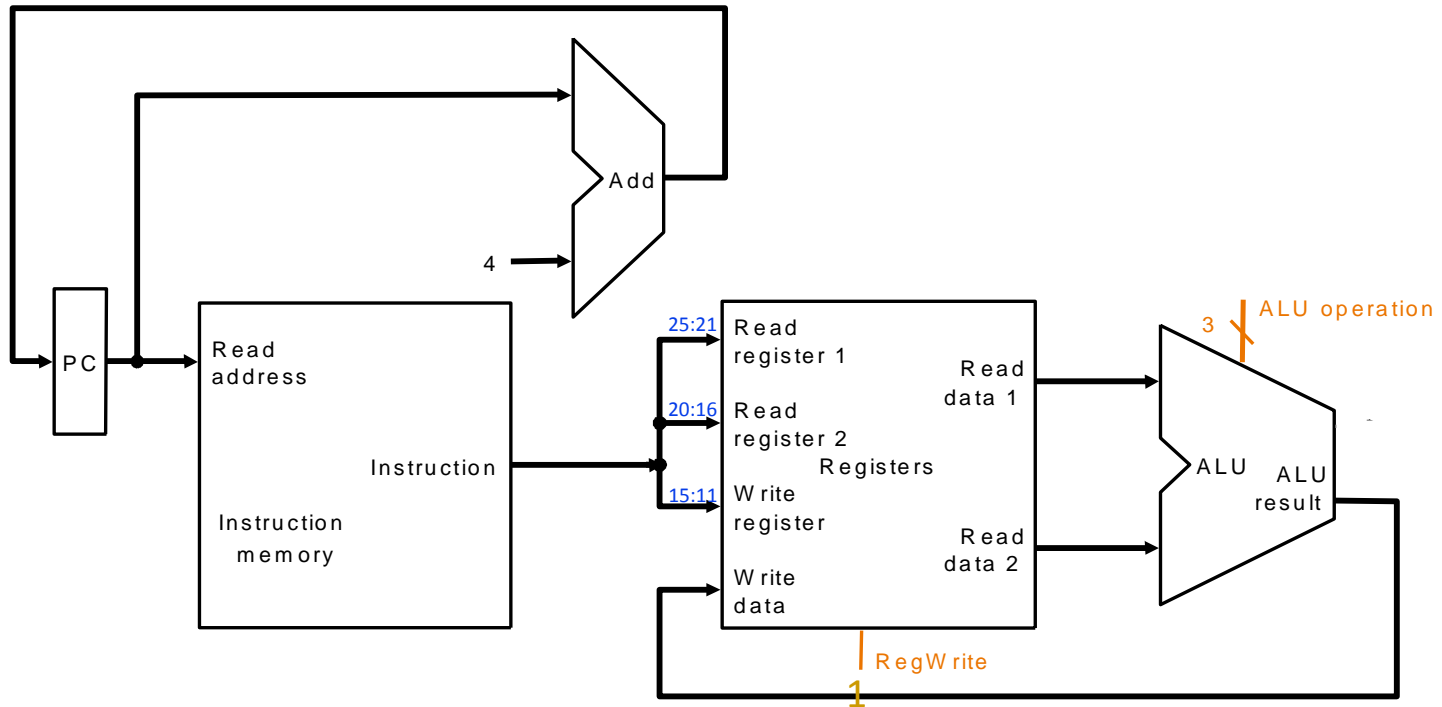 Add
4
PC
Read
address
Instruction
Instruction
memory
25:21
Read
register 1
20:16
Read
register 2
Registers
15:11
Write
register
Write
data
Read
data 1
Read
data 2
RegWrite
1
3
ALU operation
ALU
ALU
result